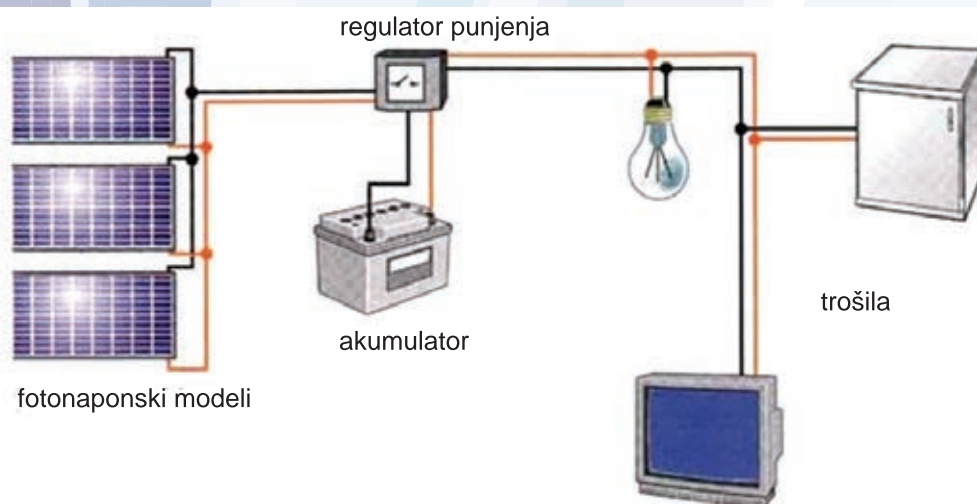 regulator punjenja
akumulator
trošila
fotonaponski modeli